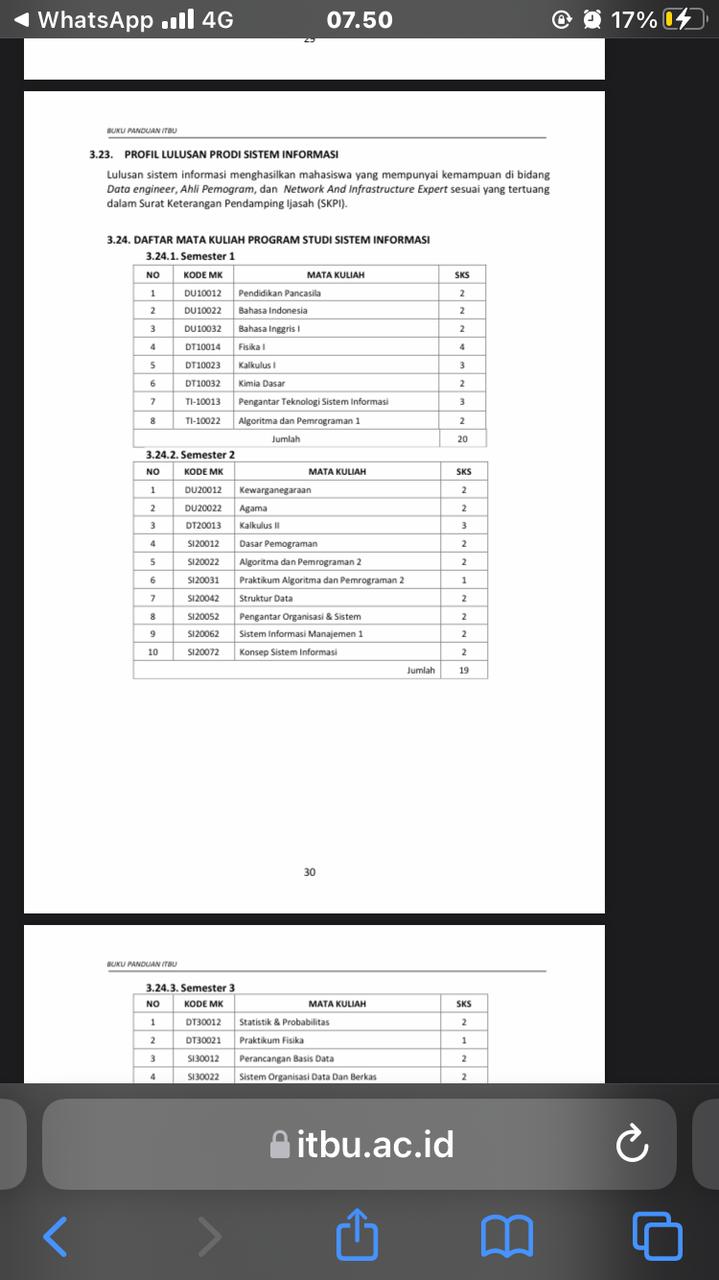 WhatsApp 4G 07.50 17%
BUKU PANDUAN ITBU
3.23. PROFIL LULUSAN PRODI SISTEM INFORMASI
Lulusan sistem informasi menghasilkan mahasiswa yang mempunyai kemampuan di bidang
Data engineer, Ahli Pemogram, dan Network And Infrastructure Expert sesuai yang tertuang
dalam Surat Keterangan Pendamping Ijasah (SKPI).
3.24. DAFTAR MATA KULIAH PROGRAM STUDI SISTEM INFORMASI
3.24.1. Semester 1
NO KODE MK MATA KULIAH SKS
1 DU10012 Pendidikan Pancasila 2
2 DU10022 Bahasa Indonesia 2
3 DU10032 Bahasa Inggris I 2
4 DT10014 Fisika I 4
5 DT10023 Kalkulus I 3
6 DT10032 Kimia Dasar 2
7 TI-10013 Pengantar Teknologi Sistem Informasi 3
8 TI-10022 Algoritma dan Pemrograman 1 2
Jumlah 20
3.24.2. Semester 2
NO KODE MK MATA KULIAH SKS
1 DU20012 Kewarganegaraan 2
2 DU20022 Agama 2
3 DT20013 Kalkulus II 3
4 SI20012 Dasar Pemograman 2
5 SI20022 Algoritma dan Pemrograman 2 2
6 SI20031 Praktikum Algoritma dan Pemrograman 2 1
7 SI20042 Struktur Data 2
8 SI20052 Pengantar Organisasi & Sistem 2
9 SI20062 Sistem Informasi Manajemen 1 2
10 SI20072 Konsep Sistem Informasi 2
Jumlah 19
30
BUKU PANDUAN ITBU
3.24.3. Semester 3
NO KODE MK MATA KULIAH SKS
1 DT30012 Statistik & Probabilitas 2
2 DT30021 Praktikum Fisika 1
3 SI30012 Perancangan Basis Data 2
4 SI30022 Sistem Organisasi Data Dan Berkas 2
itbu.ac.id